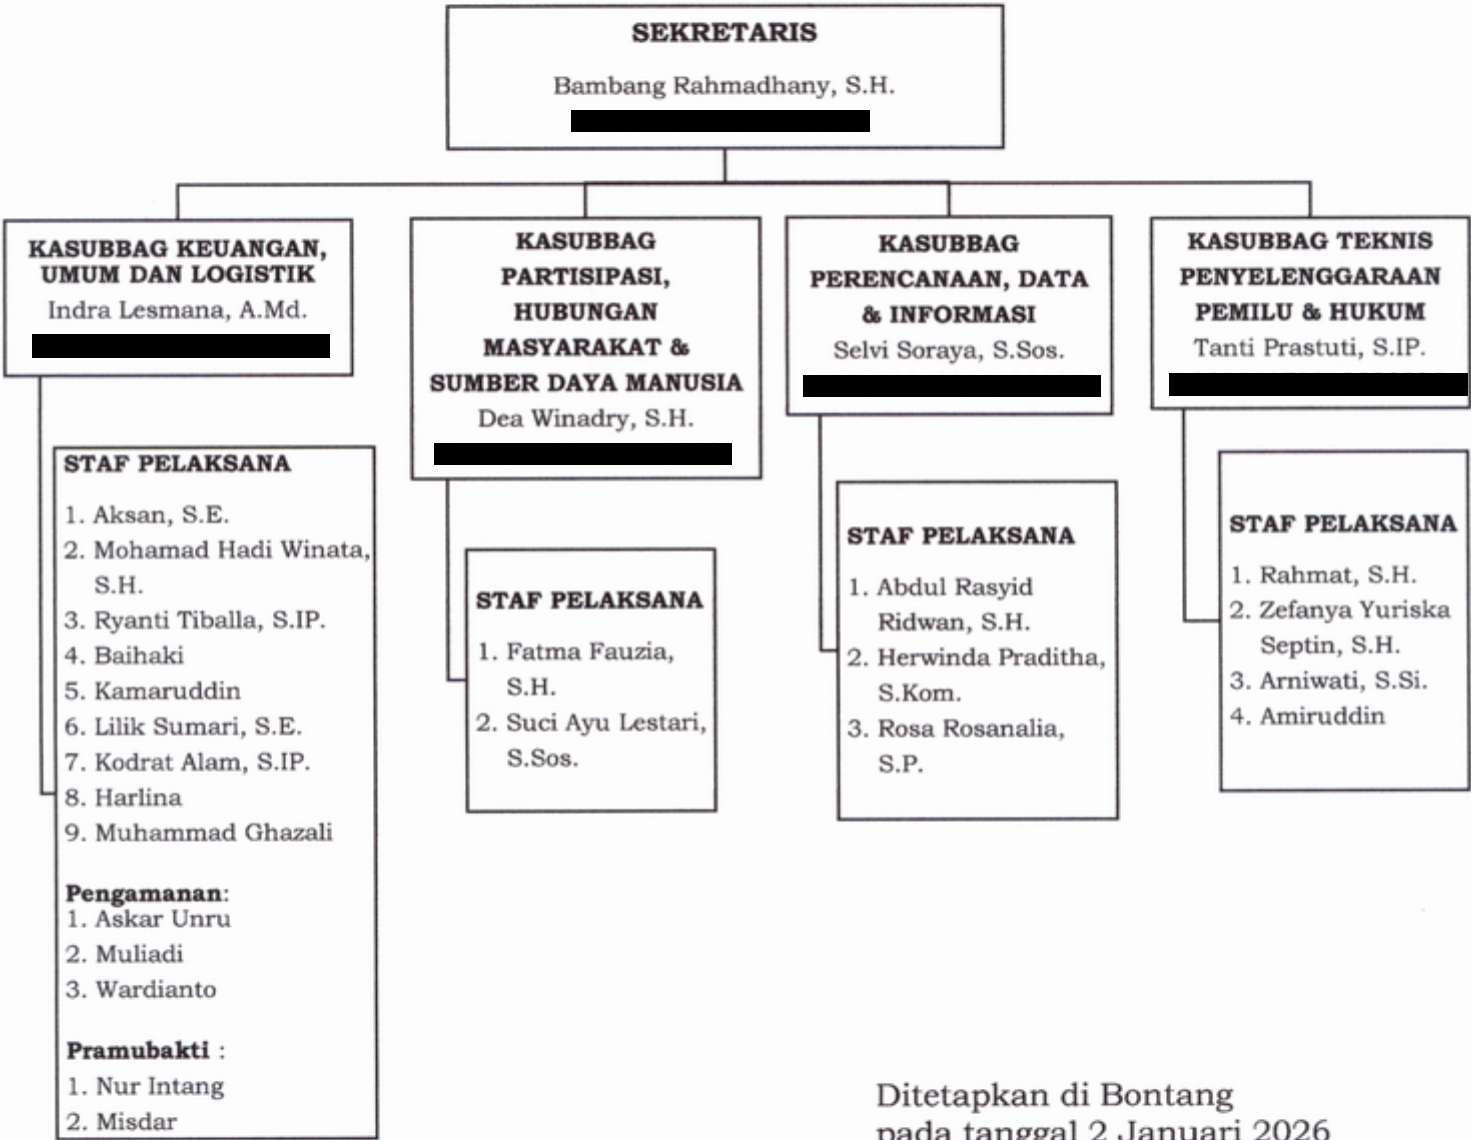 SEKRETARIS
Bambang Rahmadhany, S.H.
KASUBBAG KEUANGAN,
UMUM DAN LOGISTIK
Indra Lesmana, A.Md.
STAF PELAKSANA
1. Aksan, S.E.
2. Mohamad Hadi Winata,
S.H.
3. Ryanti Tiballa, S.IP.
4. Baihaki
5. Kamaruddin
6. Lilik Sumari, S.E.
7. Kodrat Alam, S.IP.
8. Harlina
9. Muhammad Ghazali
Pengamanan:
1. Askar Unru
2. Muliadi
3. Wardianto
Pramubakti :
1. Nur Intang
2. Misdar
KASUBBAG
PARTISIPASI,
HUBUNGAN
MASYARAKAT &
SUMBER DAYA MANUSIA
Dea Winadry, S.H.
STAF PELAKSANA
1. Fatma Fauzia,
S.H.
2. Suci Ayu Lestari,
S.Sos.
KASUBBAG
PERENCANAAN, DATA
& INFORMASI
Selvi Soraya, S.Sos.
STAF PELAKSANA
1. Abdul Rasyid
Ridwan, S.H.
2. Herwinda Praditha,
S.Kom.
3. Rosa Rosanalia,
S.P.
KASUBBAG TEKNIS
PENYELENGGARAAN
PEMILU & HUKUM
Tanti Prastuti, S.IP.
STAF PELAKSANA
1. Rahmat, S.H.
2. Zefanya Yuriska
Septin, S.H.
3. Arniwati, S.Si.
4. Amiruddin
Ditetapkan di Bontang
pada tanggal 2 Januari 2026